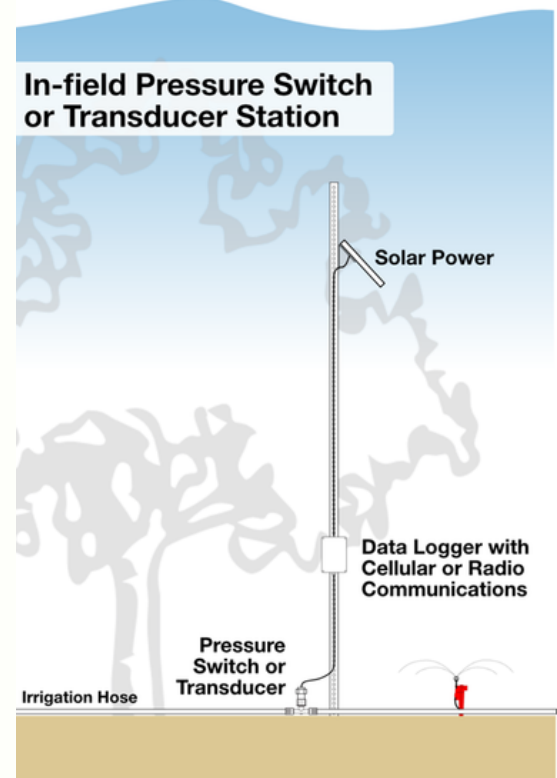 In-field Pressure Switch
or Transducer Station
Solar Power
Data Logger with
Cellular or Radio
Communications
Pressure
Switch or
Transducer
Irrigation Hose